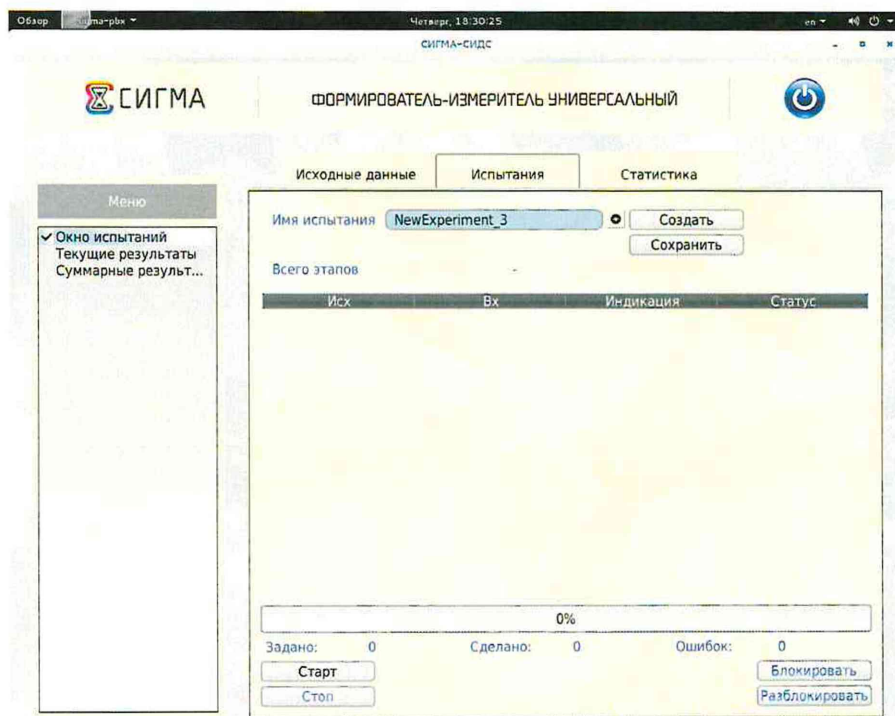 Обзор
Четверг, 18:30:25
en
СИГМА-СИДС
СИГМА
ФОРМИРОВАТЕЛЬ-ИЗМЕРИТЕЛЬ УНИВЕРСАЛЬНЫЙ
Исходные данные Испытания Статистика
Меню
Окно испытаний
Текущие результаты
Суммарные результ...
Имя испытания NewExperiment_3 Создать
Сохранить
Всего этапов -
Исх Вх Индикация Статус
0%
Задано: 0 Сделано: 0 Ошибок: 0
Старт Блокировать
Стоп Разблокировать